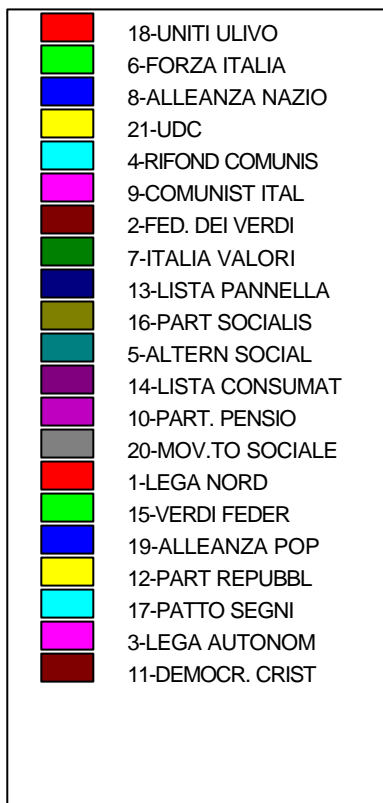 18-UNITI ULIVO
6-FORZA ITALIA
8-ALLEANZA NAZIO
21-UDC
4-RIFOND COMUNIS
9-COMUNIST ITAL
2-FED. DEI VERDI
7-ITALIA VALORI
13-LISTA PANNELLA
16-PART SOCIALIS
5-ALTERN SOCIAL
14-LISTA CONSUMAT
10-PART. PENSIO
20-MOV.TO SOCIALE
1-LEGA NORD
15-VERDI FEDER
19-ALLEANZA POP
12-PART REPUBBL
17-PATTO SEGNI
3-LEGA AUTONOM
11-DEMOCR. CRIST